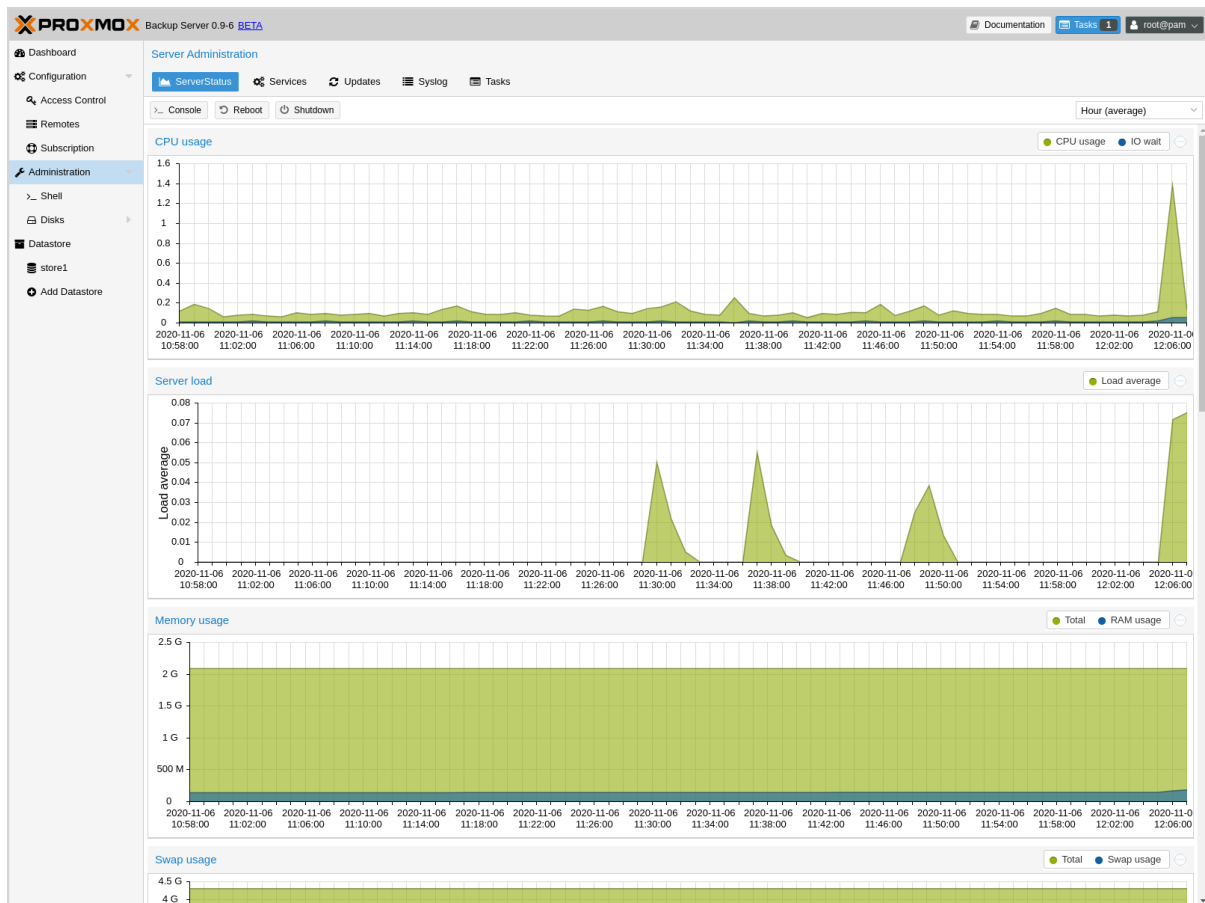 PROXMOX Backup Server 0.9-6 BETA
Documentation
Tasks 1
root@pam
Dashboard
Configuration
Access Control
Remotes
Subscription
Administration
Shell
Disks
Datastore
store1
Add Datastore
Server Administration
ServerStatus Services Updates Syslog Tasks
Console Reboot Shutdown
Hour (average)
CPU usage
CPU usage IO wait
1.6
1.4
1.2
1
0.8
0.6
0.4
0.2
0
2020-11-06 2020-11-06 2020-11-06 2020-11-06 2020-11-06 2020-11-06 2020-11-06 2020-11-06 2020-11-06 2020-11-06 2020-11-06 2020-11-06 2020-11-06 2020-11-06 2020-11-06 2020-11-06 2020-11-06 2020-11-0
10:58:00 11:02:00 11:06:00 11:10:00 11:14:00 11:18:00 11:22:00 11:26:00 11:30:00 11:34:00 11:38:00 11:42:00 11:46:00 11:50:00 11:54:00 11:58:00 12:02:00 12:06:00
Server load
Load average
Load average
0.08
0.07
0.06
0.05
0.04
0.03
0.02
0.01
0
2020-11-06 2020-11-06 2020-11-06 2020-11-06 2020-11-06 2020-11-06 2020-11-06 2020-11-06 2020-11-06 2020-11-06 2020-11-06 2020-11-06 2020-11-06 2020-11-06 2020-11-06 2020-11-06 2020-11-06 2020-11-0
10:58:00 11:02:00 11:06:00 11:10:00 11:14:00 11:18:00 11:22:00 11:26:00 11:30:00 11:34:00 11:38:00 11:42:00 11:46:00 11:50:00 11:54:00 11:58:00 12:02:00 12:06:00
Memory usage
Total RAM usage
2.5 G
2 G
1.5 G
1 G
500 M
0
2020-11-06 2020-11-06 2020-11-06 2020-11-06 2020-11-06 2020-11-06 2020-11-06 2020-11-06 2020-11-06 2020-11-06 2020-11-06 2020-11-06 2020-11-06 2020-11-06 2020-11-06 2020-11-06 2020-11-06 2020-11-0
10:58:00 11:02:00 11:06:00 11:10:00 11:14:00 11:18:00 11:22:00 11:26:00 11:30:00 11:34:00 11:38:00 11:42:00 11:46:00 11:50:00 11:54:00 11:58:00 12:02:00 12:06:00
Swap usage
Total Swap usage
4.5 G
4 G